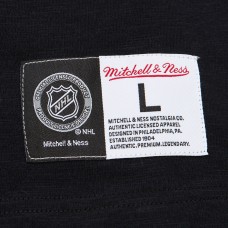 NHL
© NHL
Mitchell & Ness
Mitchell & Ness
L
MITCHELL & NESS NOSTALGIA CO.
AUTHENTIC LICENSED APPAREL
DESIGNED IN PHILADELPHIA, PA.
ESTABLISHED 1904
AUTHENTIC. PREMIUM. LEGENDARY.